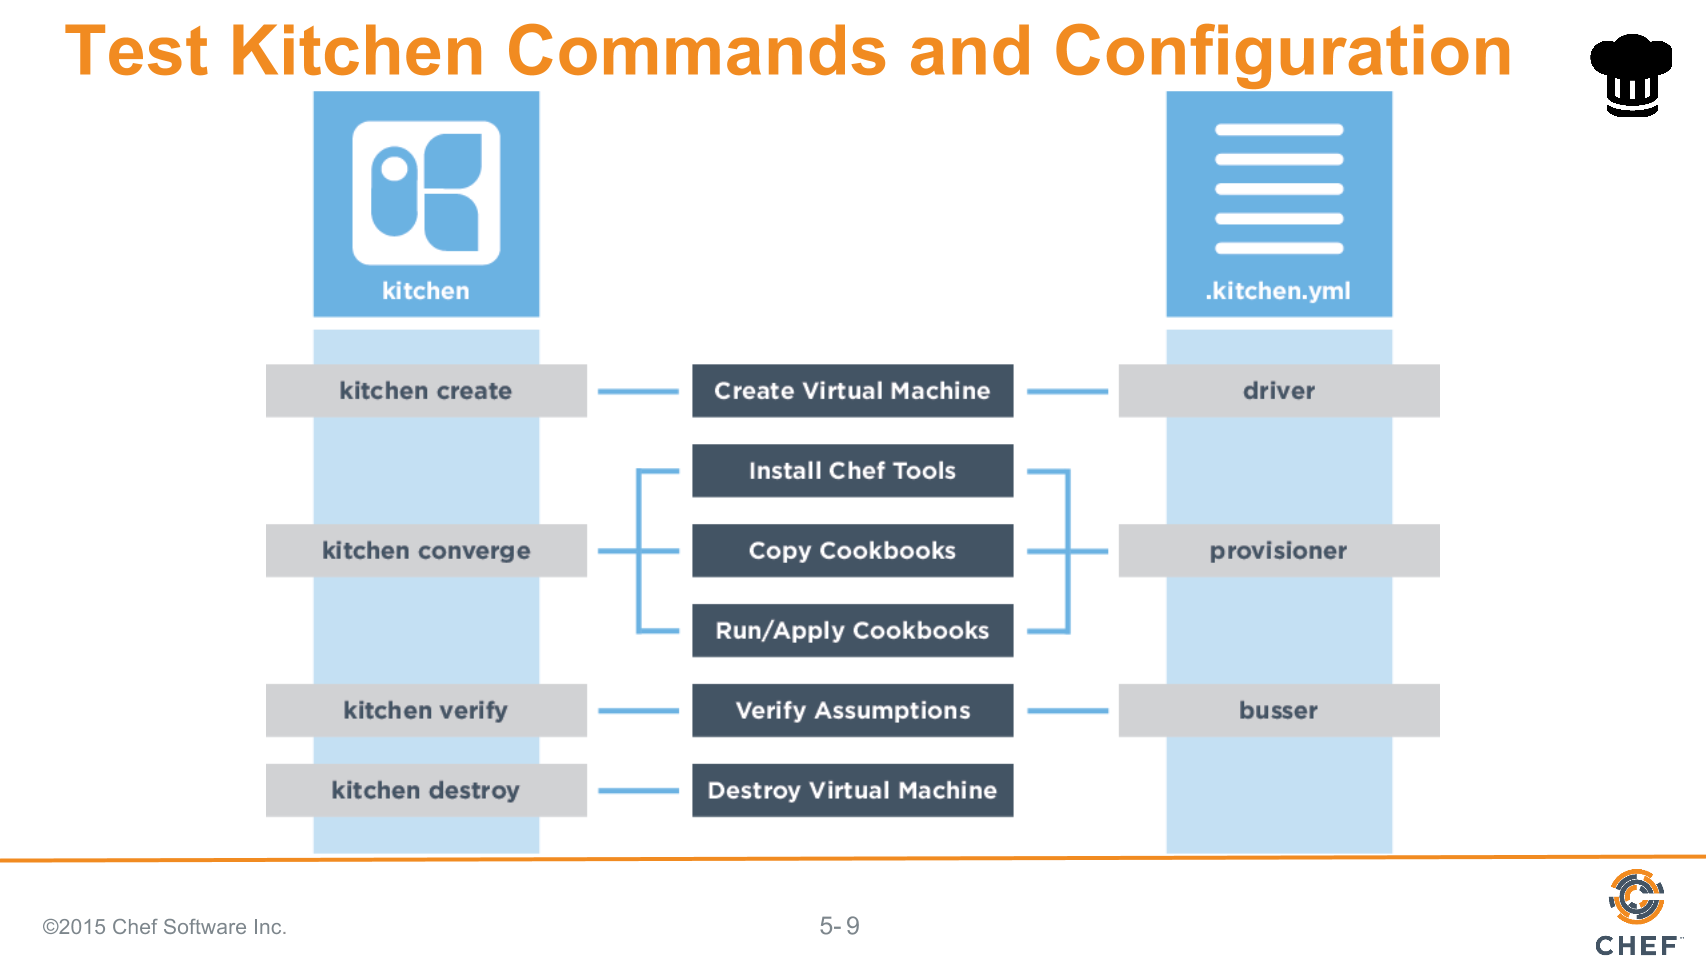 Test Kitchen Commands and Configuration
kitchen
.kitchen.yml
kitchen create
Create Virtual Machine
driver
Install Chef Tools
kitchen converge
Copy Cookbooks
provisioner
Run/Apply Cookbooks
kitchen verify
Verify Assumptions
busser
kitchen destroy
Destroy Virtual Machine
©2015 Chef Software Inc.
5- 9
CHEF